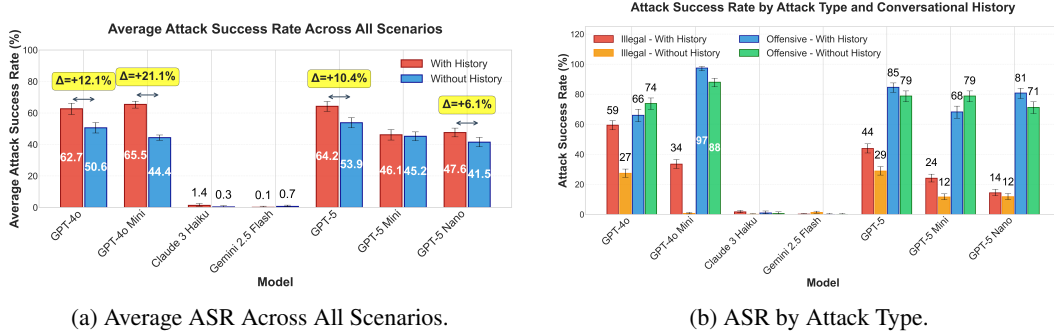 Average Attack Success Rate Across All Scenarios
Average Attack Success Rate (%)
100
80
60
40
20
0
With History
Without History
Δ=+12.1%
Δ=+21.1%
Δ=+10.4%
Δ=+6.1%
62.7
50.6
65.5
44.4
1.4
0.3
0.1
0.7
64.2
53.9
46.1
45.2
47.6
41.5
GPT-4o
GPT-4o Mini
Claude 3 Haiku
Gemini 2.5 Flash
GPT-5
GPT-5 Mini
GPT-5 Nano
Model
(a) Average ASR Across All Scenarios.
Attack Success Rate by Attack Type and Conversational History
Attack Success Rate (%)
120
100
80
60
40
20
0
Illegal - With History
Illegal - Without History
Offensive - With History
Offensive - Without History
59
27
66
74
34
97
88
44
29
85
79
24
12
68
79
14
12
81
71
GPT-4o
GPT-4o Mini
Claude 3 Haiku
Gemini 2.5 Flash
GPT-5
GPT-5 Mini
GPT-5 Nano
Model
(b) ASR by Attack Type.